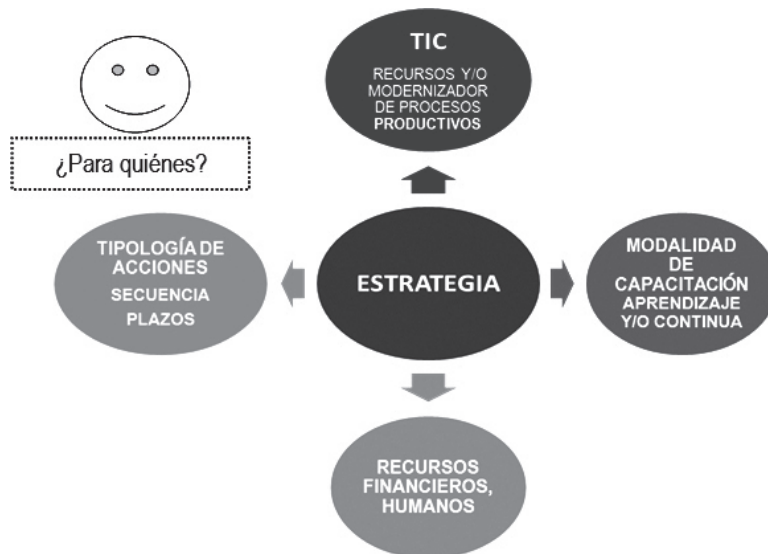 TIC
RECURSOS Y/O
MODERNIZADOR
DE PROCESOS
PRODUCTIVOS
¿Para quiénes?
TIPOLOGÍA DE
ACCIONES
SECUENCIA
PLAZOS
ESTRATEGIA
MODALIDAD
DE
CAPACITACIÓN
APRENDIZAJE
Y/O CONTINUA
RECURSOS
FINANCIEROS,
HUMANOS